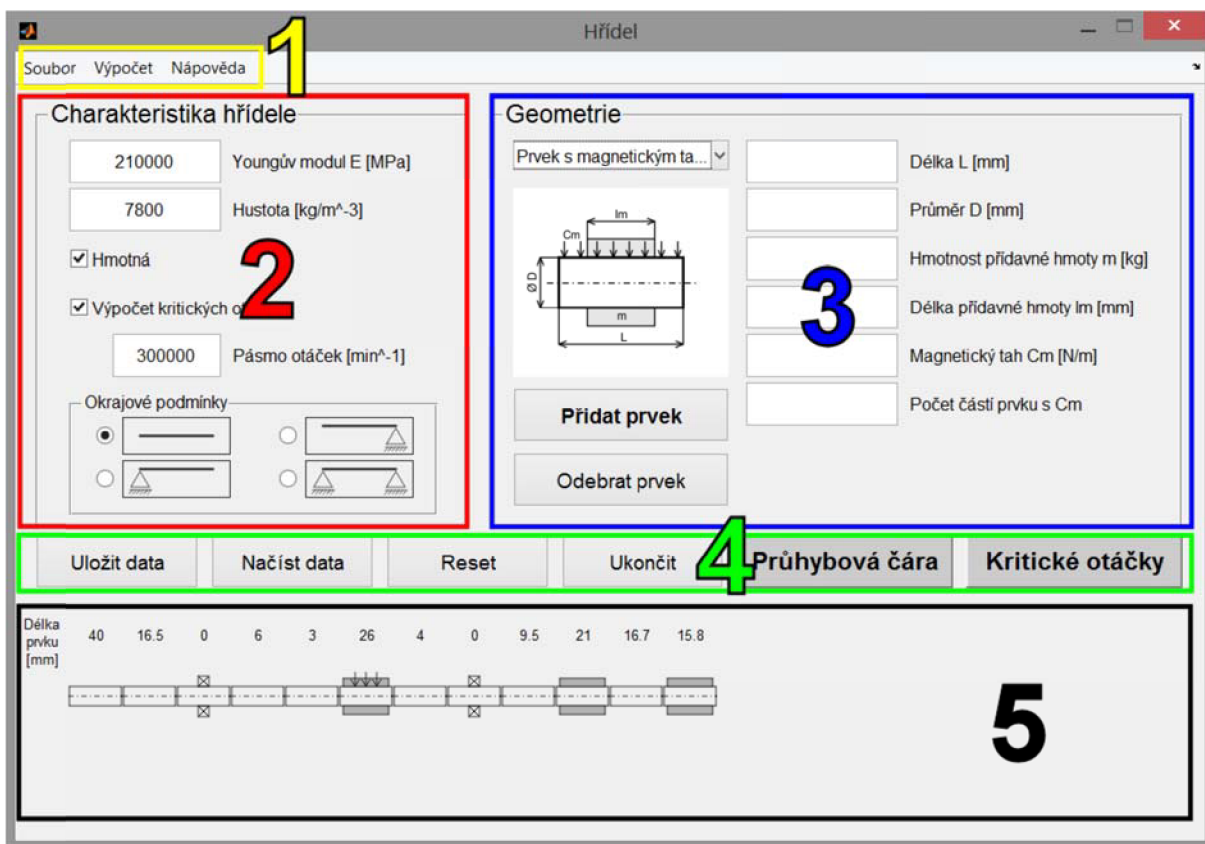 Hřídel
1
Soubor Výpočet Nápověda
Charakteristika hřídele
210000 Youngův modul E [MPa]
7800 Hustota [kg/m^-3]
Hmotná
2
Výpočet kritických
300000 Pásmo otáček [min^-1]
Okrajové podmínky
Geometrie
Prvek s magnetickým ta...
lm
Cm
Ø D
m
L
Přidat prvek
Odebrat prvek
Délka L [mm]
Průměr D [mm]
Hmotnost přídavné hmoty m [kg]
3
Délka přídavné hmoty lm [mm]
Magnetický tah Cm [N/m]
Počet částí prvku s Cm
Uložit data Načíst data Reset Ukončit 4 Průhybová čára Kritické otáčky
Délka
prvku
[mm]
40 16.5 0 6 3 26 4 0 9.5 21 16.7 15.8
5